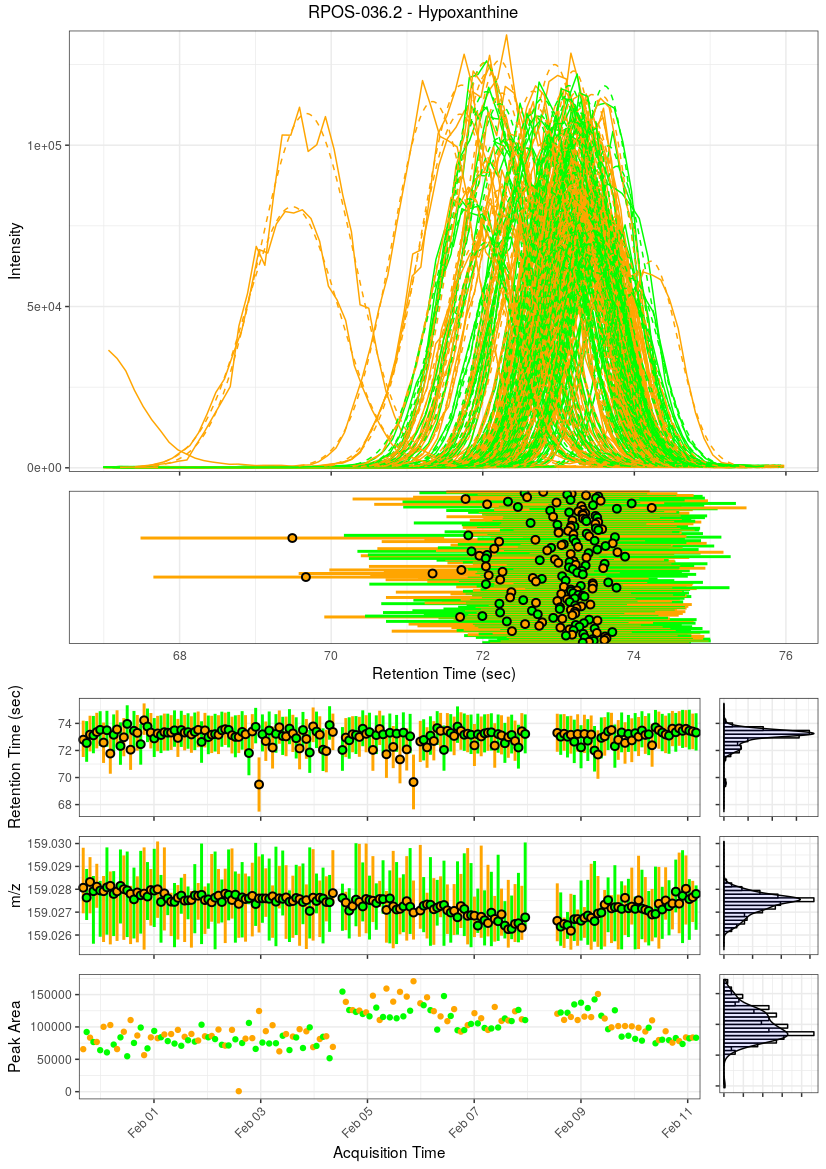 RPOS-036.2 - Hypoxanthine
Intensity
1e+05
5e+04
0e+00
68
70
72
74
76
Retention Time (sec)
Retention Time (sec)
74
72
70
68
m/z
159.030
159.029
159.028
159.027
159.026
Peak Area
150000
100000
50000
0
Feb 01
Feb 03
Feb 05
Feb 07
Feb 09
Feb 11
Acquisition Time